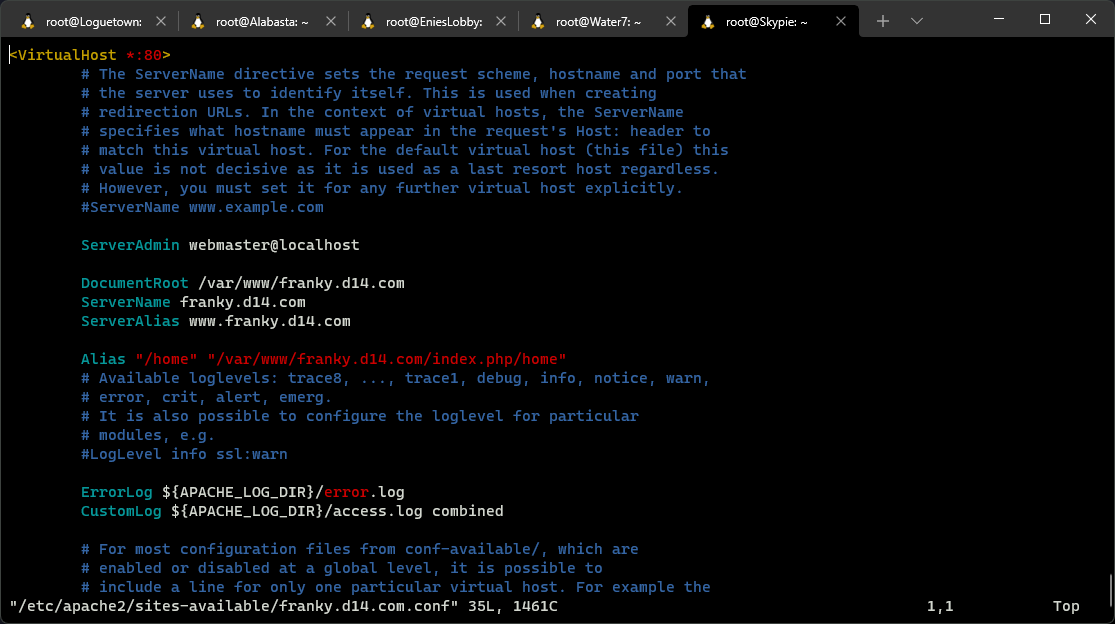 root@Loguetown: root@Alabasta: ~ root@EniesLobby: root@Water7: ~ root@Skypie: ~
<VirtualHost *:80>
# The ServerName directive sets the request scheme, hostname and port that
# the server uses to identify itself. This is used when creating
# redirection URLs. In the context of virtual hosts, the ServerName
# specifies what hostname must appear in the request's Host: header to
# match this virtual host. For the default virtual host (this file) this
# value is not decisive as it is used as a last resort host regardless.
# However, you must set it for any further virtual host explicitly.
#ServerName www.example.com
ServerAdmin webmaster@localhost
DocumentRoot /var/www/franky.d14.com
ServerName franky.d14.com
ServerAlias www.franky.d14.com
Alias "/home" "/var/www/franky.d14.com/index.php/home"
# Available loglevels: trace8, ..., trace1, debug, info, notice, warn,
# error, crit, alert, emerg.
# It is also possible to configure the loglevel for particular
# modules, e.g.
#LogLevel info ssl:warn
ErrorLog ${APACHE_LOG_DIR}/error.log
CustomLog ${APACHE_LOG_DIR}/access.log combined
# For most configuration files from conf-available/, which are
# enabled or disabled at a global level, it is possible to
# include a line for only one particular virtual host. For example the
"/etc/apache2/sites-available/franky.d14.com.conf" 35L, 1461C 1,1 Top